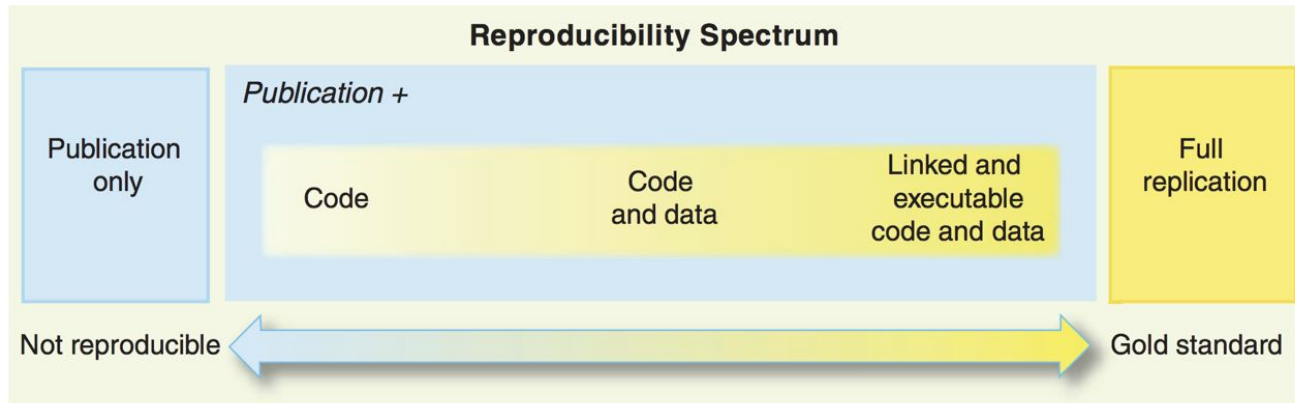 Reproducibility Spectrum
Publication +
Publication
only
Code
Code
and data
Linked and
executable
code and data
Full
replication
Not reproducible
Gold standard